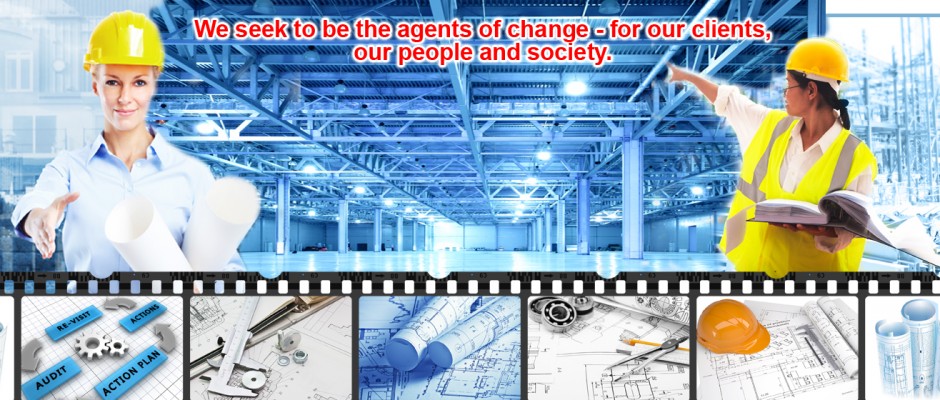 We seek to be the agents of change - for our clients,
our people and society.
RE-VISIT
ACTIONS
AUDIT
ACTION PLAN